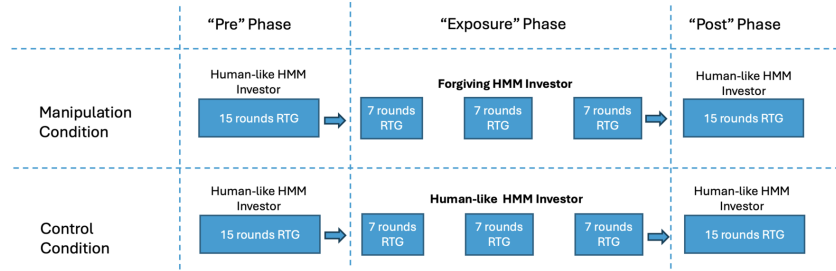 “Pre” Phase
“Exposure” Phase
“Post” Phase
Manipulation
Condition
Human-like HMM
Investor
15 rounds RTG
Forgiving HMM Investor
7 rounds
RTG
7 rounds
RTG
7 rounds
RTG
Human-like HMM
Investor
15 rounds RTG
Control
Condition
Human-like HMM
Investor
15 rounds RTG
Human-like HMM Investor
7 rounds
RTG
7 rounds
RTG
7 rounds
RTG
Human-like HMM
Investor
15 rounds RTG